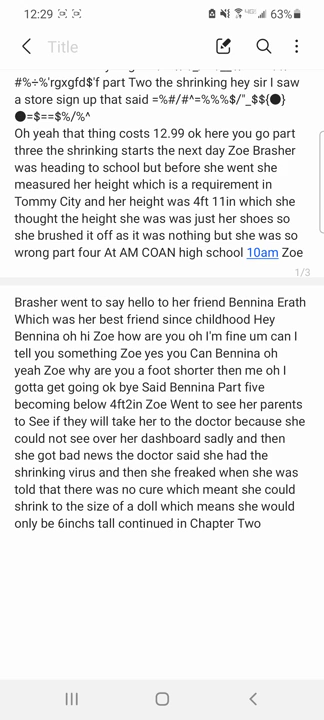 12:29
63%
Title
#%÷%'rgxgfd$'f part Two the shrinking hey sir I saw
a store sign up that said =%#/#^=%%%$/"_$${●}
●=$==$%/%^
Oh yeah that thing costs 12.99 ok here you go part
three the shrinking starts the next day Zoe Brasher
was heading to school but before she went she
measured her height which is a requirement in
Tommy City and her height was 4ft 11in which she
thought the height she was was just her shoes so
she brushed it off as it was nothing but she was so
wrong part four At AM COAN high school 10am Zoe
1/3
Brasher went to say hello to her friend Bennina Erath
Which was her best friend since childhood Hey
Bennina oh hi Zoe how are you oh I'm fine um can I
tell you something Zoe yes you Can Bennina oh
yeah Zoe why are you a foot shorter then me oh I
gotta get going ok bye Said Bennina Part five
becoming below 4ft2in Zoe Went to see her parents
to See if they will take her to the doctor because she
could not see over her dashboard sadly and then
she got bad news the doctor said she had the
shrinking virus and then she freaked when she was
told that there was no cure which meant she could
shrink to the size of a doll which means she would
only be 6inchs tall continued in Chapter Two